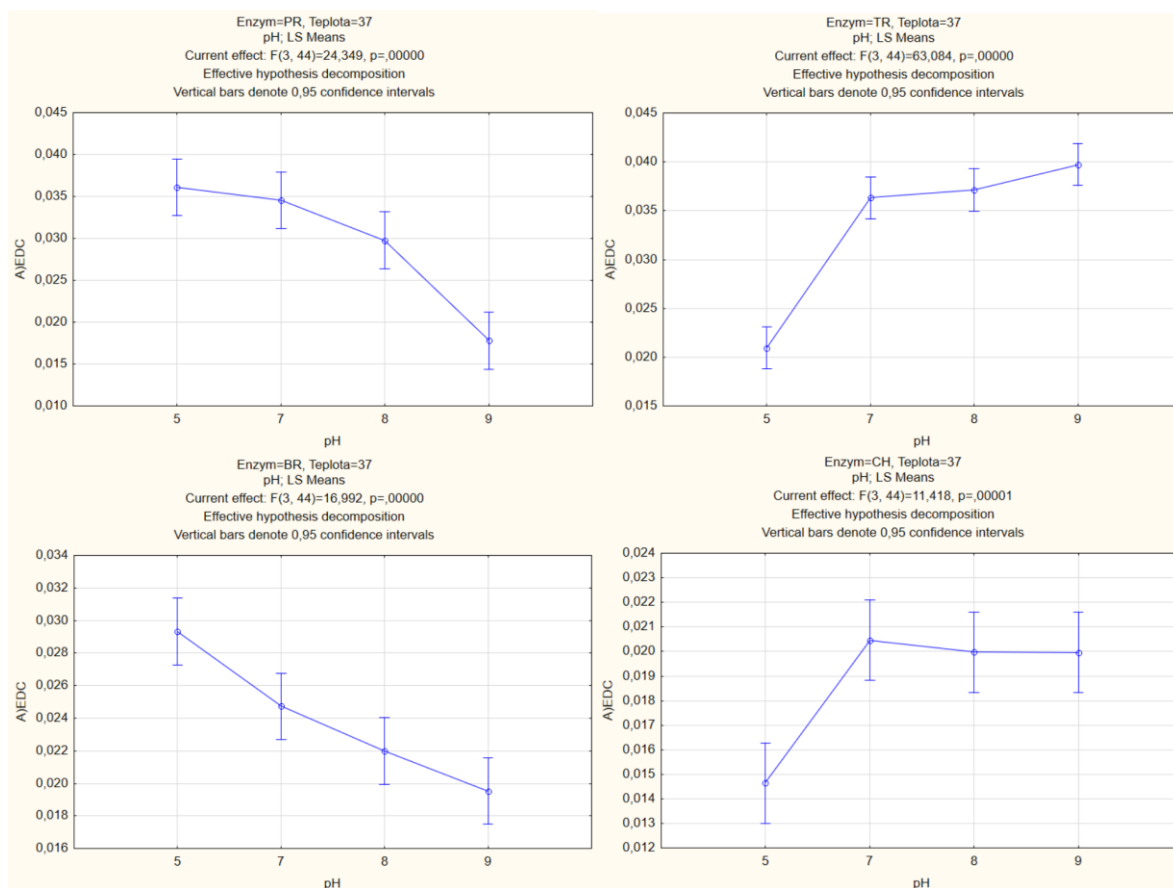 Enzym=PR, Teplota=37
pH; LS Means
Current effect: F(3, 44)=24,349, p=,00000
Effective hypothesis decomposition
Vertical bars denote 0,95 confidence intervals
0,045
0,040
0,035
0,030
0,025
0,020
0,015
0,010
A)EDC
5 7 8 9
pH
Enzym=TR, Teplota=37
pH; LS Means
Current effect: F(3, 44)=63,084, p=,00000
Effective hypothesis decomposition
Vertical bars denote 0,95 confidence intervals
0,045
0,040
0,035
0,030
0,025
0,020
0,015
A)EDC
5 7 8 9
pH
Enzym=BR, Teplota=37
pH; LS Means
Current effect: F(3, 44)=16,992, p=,00000
Effective hypothesis decomposition
Vertical bars denote 0,95 confidence intervals
0,034
0,032
0,030
0,028
0,026
0,024
0,022
0,020
0,018
0,016
A)EDC
5 7 8 9
pH
Enzym=CH, Teplota=37
pH; LS Means
Current effect: F(3, 44)=11,418, p=,00001
Effective hypothesis decomposition
Vertical bars denote 0,95 confidence intervals
0,024
0,023
0,022
0,021
0,020
0,019
0,018
0,017
0,016
0,015
0,014
0,013
0,012
A)EDC
5 7 8 9
pH